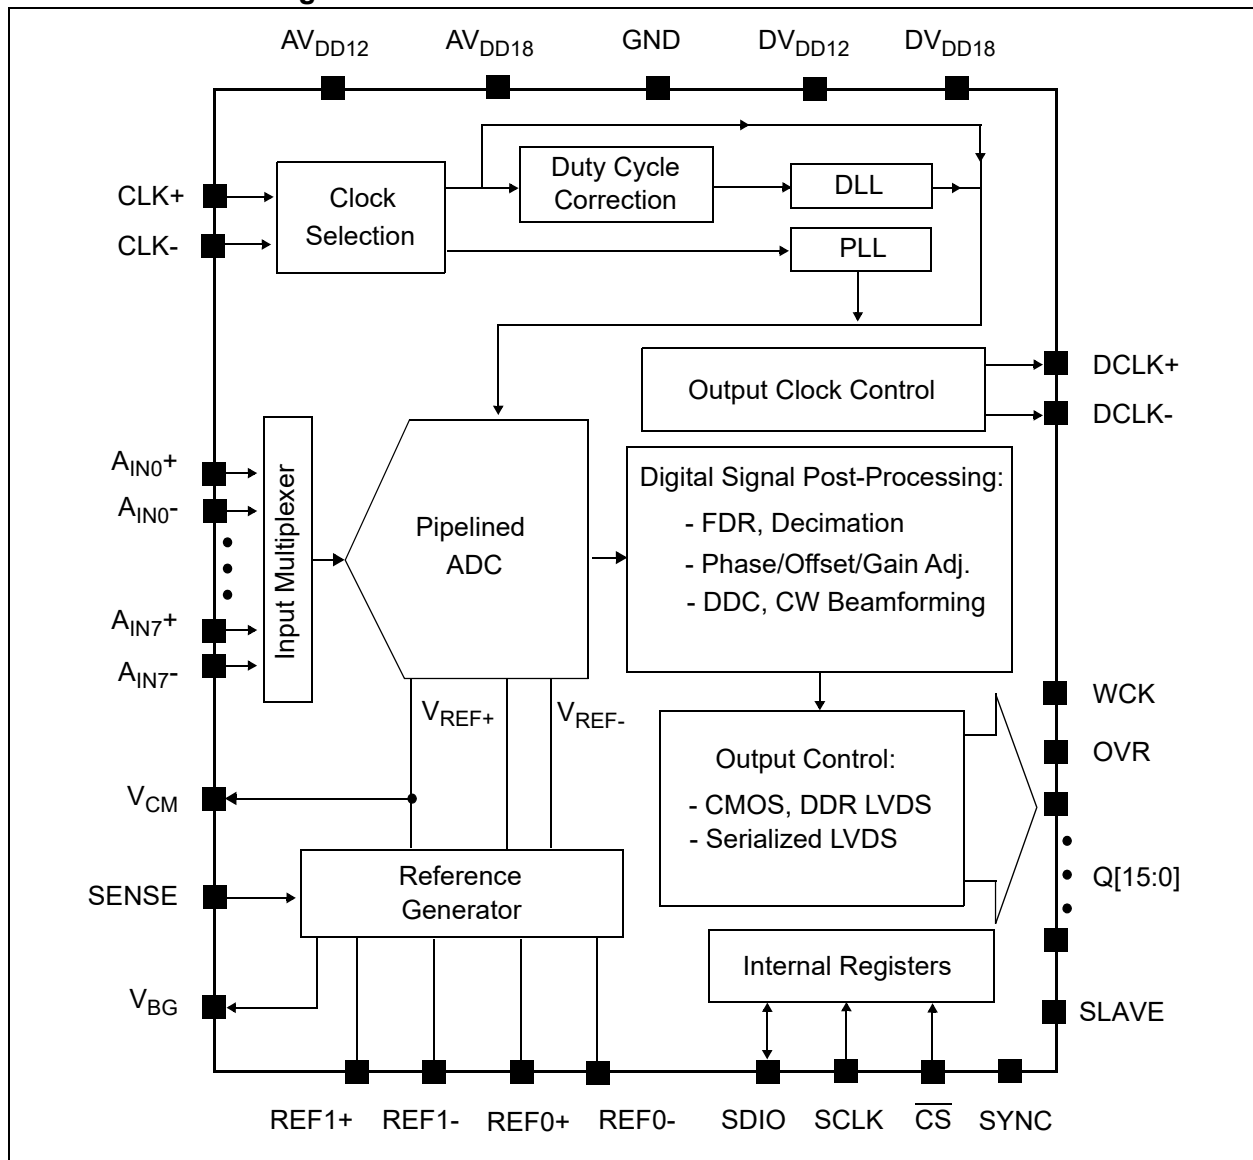 AVDD12 AVDD18 GND DVDD12 DVDD18
CLK+
CLK-
Clock
Selection
Duty Cycle
Correction
DLL
PLL
Output Clock Control
DCLK+
DCLK-
AIN0+
AIN0-
AIN7+
AIN7-
Input Multiplexer
Pipelined
ADC
Digital Signal Post-Processing:
- FDR, Decimation
- Phase/Offset/Gain Adj.
- DDC, CW Beamforming
VREF+
VREF-
Output Control:
- CMOS, DDR LVDS
- Serialized LVDS
WCK
OVR
Q[15:0]
SLAVE
VCM
SENSE
VBG
Reference
Generator
Internal Registers
REF1+ REF1- REF0+ REF0- SDIO SCLK C̅S̅ SYNC